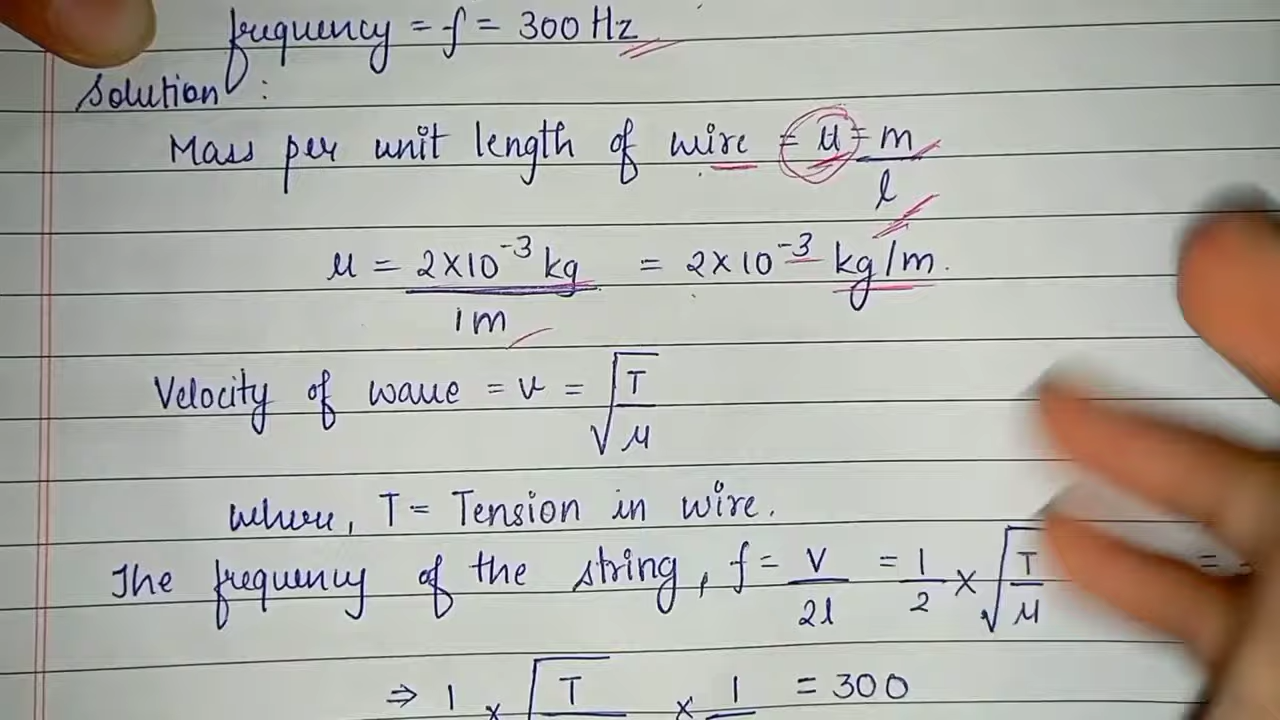 frequency = f = 300 Hz
Solution :
Mass per unit length of wire = u = m/l
u = 2×10⁻³ kg / 1m = 2×10⁻³ kg/m.
Velocity of wave = v = √(T/μ)
where, T = Tension in wire.
The frequency of the string, f = V/2l = 1/2 × √(T/μ) =
⇒ 1 × √T × 1 = 300